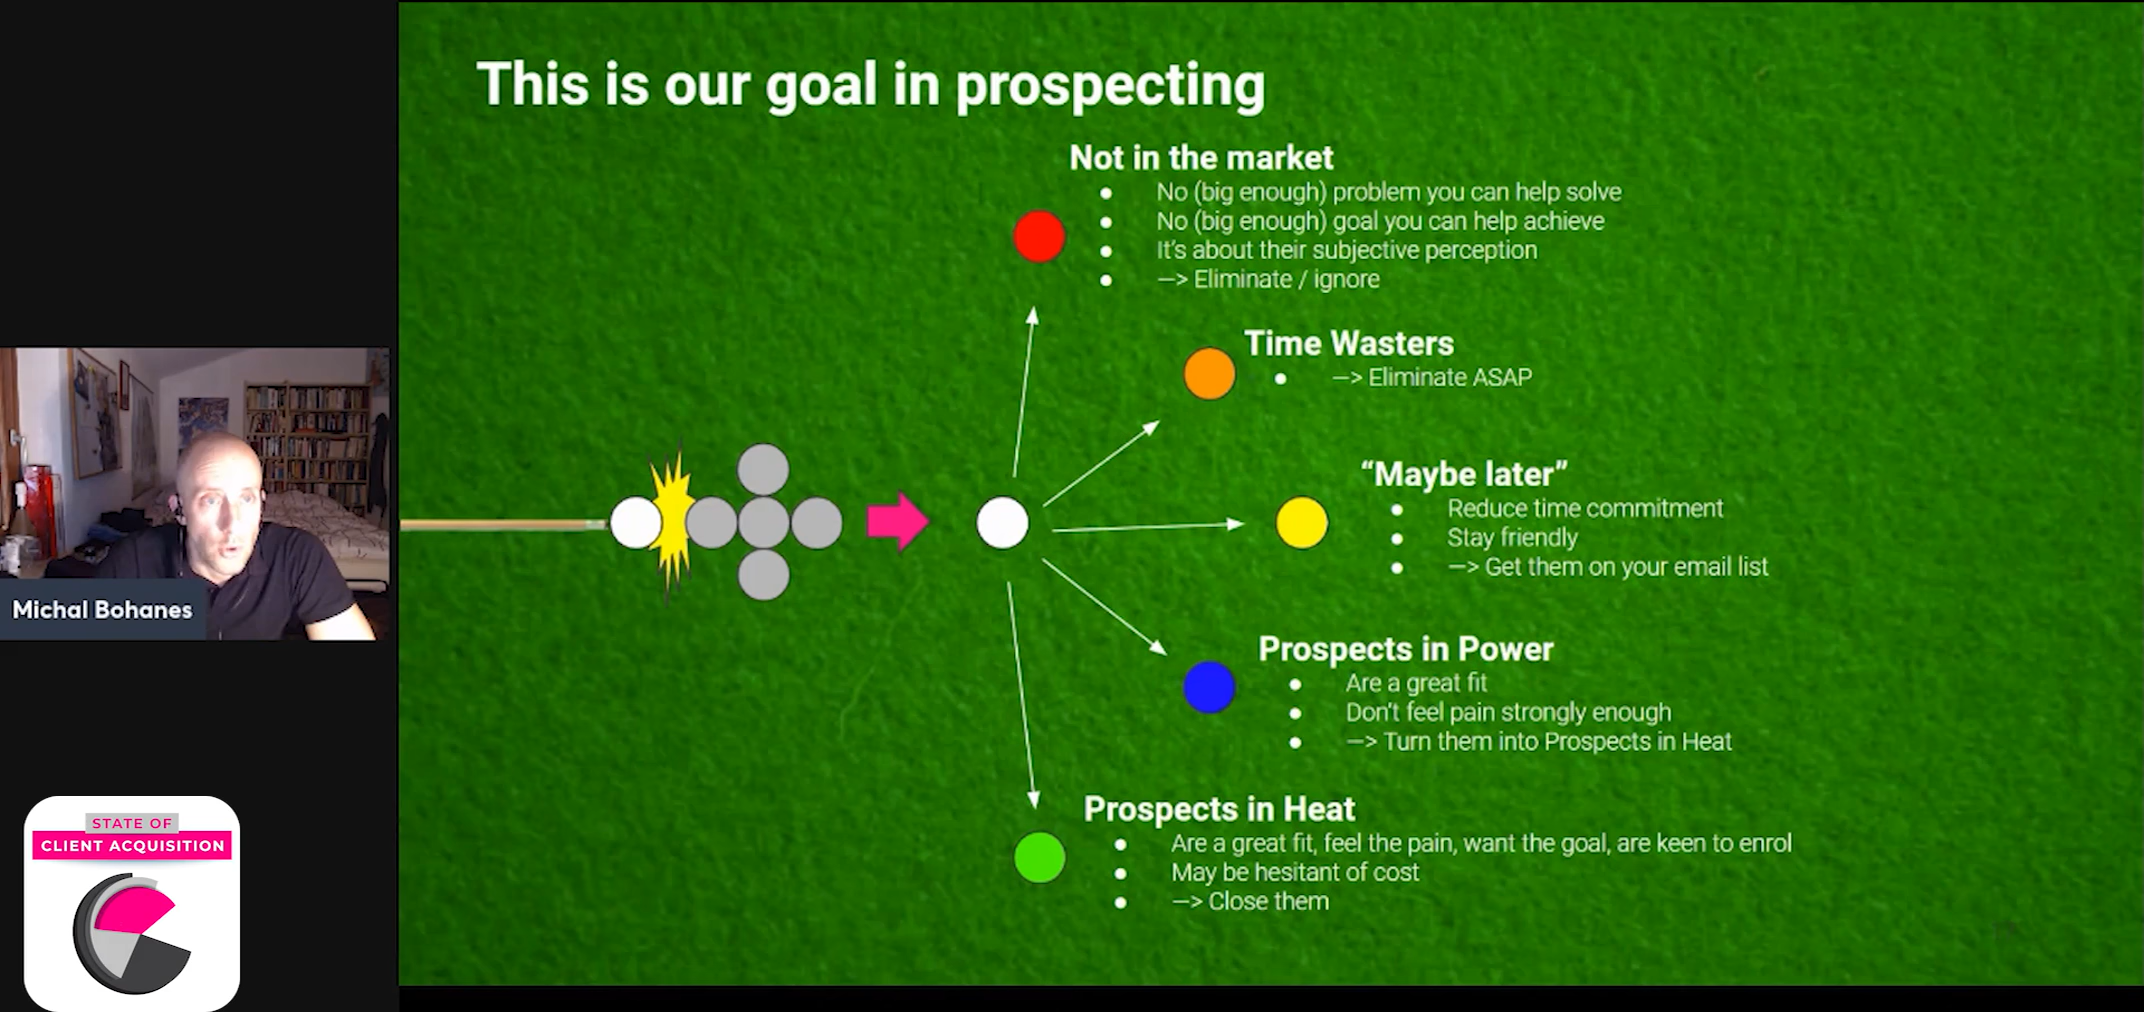 This is our goal in prospecting
Not in the market
● No (big enough) problem you can help solve
● No (big enough) goal you can help achieve
● It's about their subjective perception
● —> Eliminate / ignore
Time Wasters
● —> Eliminate ASAP
“Maybe later”
● Reduce time commitment
● Stay friendly
● —> Get them on your email list
Prospects in Power
● Are a great fit
● Don't feel pain strongly enough
● —> Turn them into Prospects in Heat
Prospects in Heat
● Are a great fit, feel the pain, want the goal, are keen to enrol
● May be hesitant of cost
● —> Close them
Michal Bohanes
STATE OF
CLIENT ACQUISITION